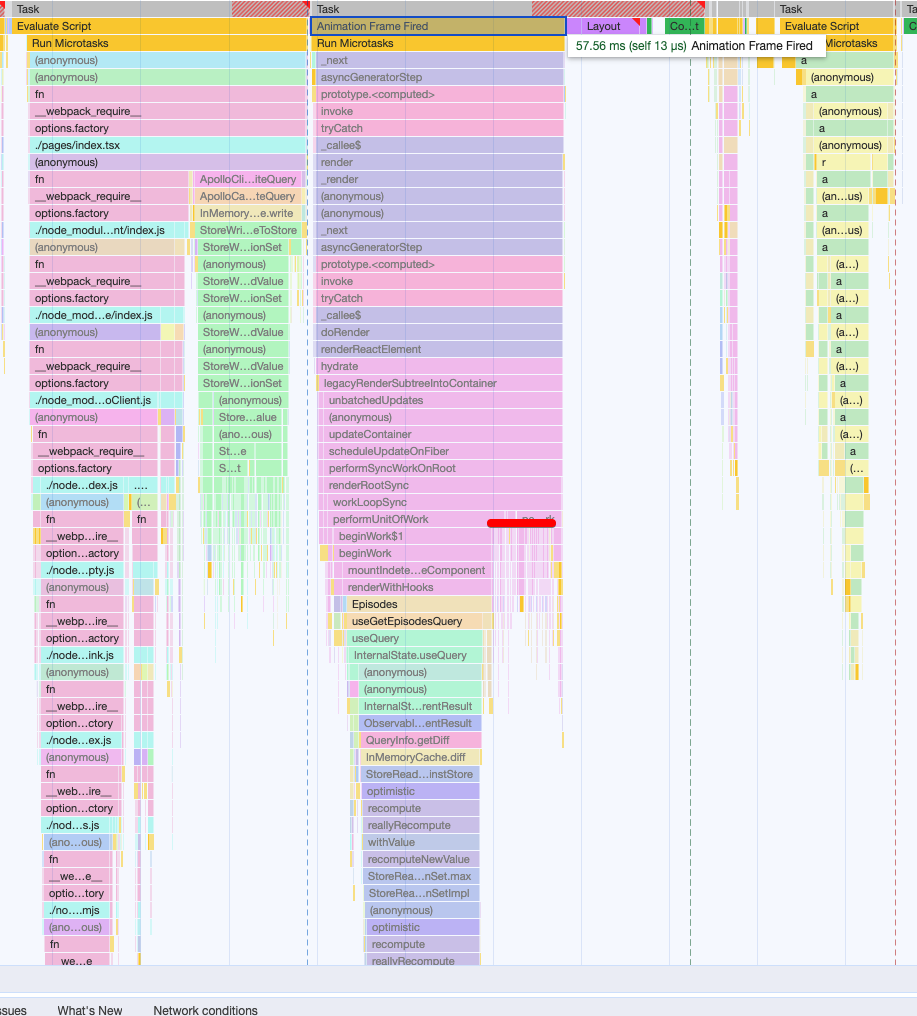 Task Task Task Ta
Evaluate Script Animation Frame Fired Layout Co...t Evaluate Script C
Run Microtasks Run Microtasks 57.56 ms (self 13 μs) Animation Frame Fired Microtasks
(anonymous) _next a
(anonymous) asyncGeneratorStep (anonymous)
fn prototype.<computed> a
__webpack_require__ invoke (anonymous)
options.factory tryCatch a
./pages/index.tsx _callee$ (anonymous)
(anonymous) render r
fn ApolloCli...iteQuery _render a
__webpack_require__ ApolloCa...teQuery (anonymous) (an...us)
options.factory InMemory...e.write (anonymous) a
./node_modul...nt/index.js StoreWri...eToStore _next (an...us)
(anonymous) StoreW...ionSet asyncGeneratorStep a
fn (anonymous) prototype.<computed> (a...)
__webpack_require__ StoreW...dValue invoke a
options.factory StoreW...ionSet tryCatch (a...)
./node_mod...e/index.js (anonymous) _callee$ a
(anonymous) StoreW...dValue doRender (a...)
fn (anonymous) renderReactElement a
__webpack_require__ StoreW...dValue hydrate (a...)
options.factory StoreW...ionSet legacyRenderSubtreeIntoContainer a
./node_mod...oClient.js (anonymous) unbatchedUpdates (a...)
(anonymous) Store...alue (anonymous) a
fn (ano...ous) updateContainer (a...)
__webpack_require__ St...e scheduleUpdateOnFiber a
options.factory S...t performSyncWorkOnRoot (...
./node...dex.js .... renderRootSync
(anonymous) (... workLoopSync
fn fn performUnitOfWork
__webp...ire__ beginWork$1
option...actory beginWork
./node...pty.js mountIndete...eComponent
(anonymous) renderWithHooks
fn Episodes
__webp...ire__ useGetEpisodesQuery
option...actory useQuery
./node...ink.js InternalState.useQuery
(anonymous) (anonymous)
fn (anonymous)
__webp...ire__ InternalSt...rentResult
option...ctory Observabl...entResult
./node...ex.js QueryInfo.getDiff
(anonymous) InMemoryCache.diff
fn StoreRead...instStore
__web...ire__ optimistic
option...ctory recompute
./nod...s.js reallyRecompute
(ano...ous) withValue
fn recomputeNewValue
__we...e__ StoreRea...nSet.max
optio...tory StoreRea...nSetImpl
./no....mjs (anonymous)
(ano...ous) optimistic
fn recompute
__we...e reallyRecompute
ssues What's New Network conditions